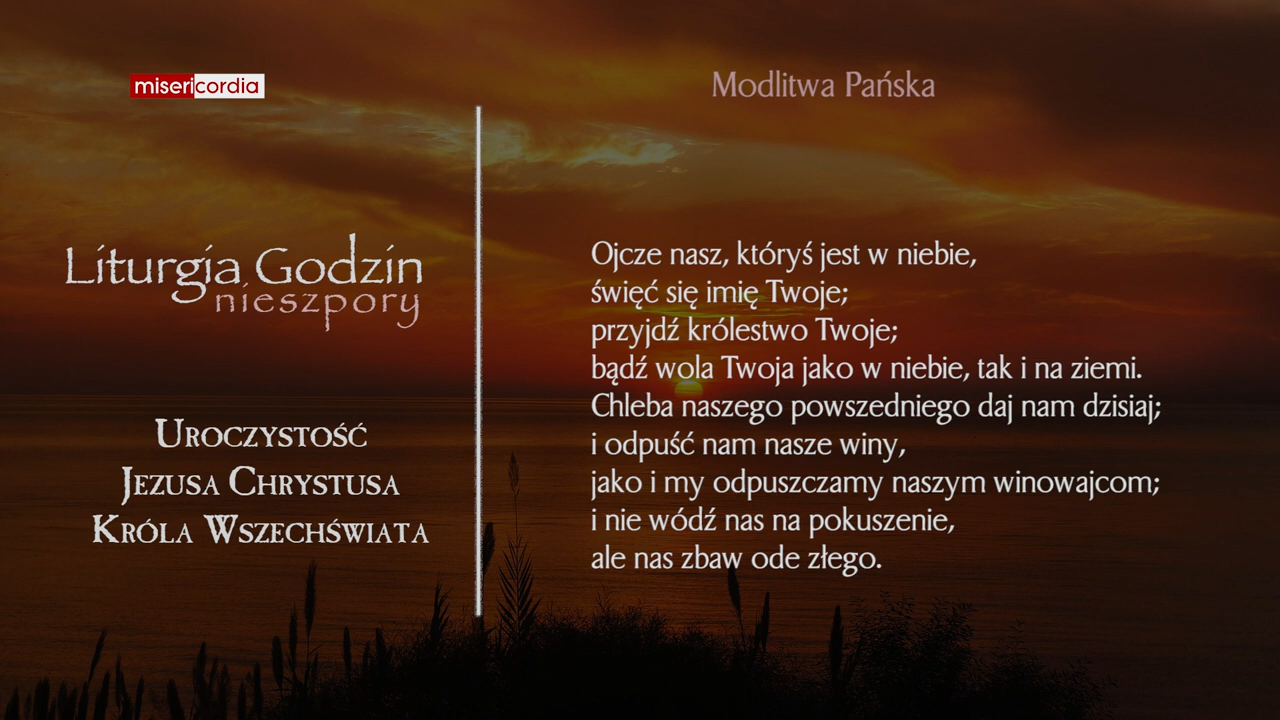 misericordia
Liturgia Godzin
nieszpory
Uroczystość
Jezusa Chrystusa
Króla Wszechświata
Modlitwa Pańska
Ojcze nasz, któryś jest w niebie,
święć się imię Twoje;
przyjdź królestwo Twoje;
bądź wola Twoja jako w niebie, tak i na ziemi.
Chleba naszego powszedniego daj nam dzisiaj;
i odpuść nam nasze winy,
jako i my odpuszczamy naszym winowajcom;
i nie wódź nas na pokuszenie,
ale nas zbaw ode złego.